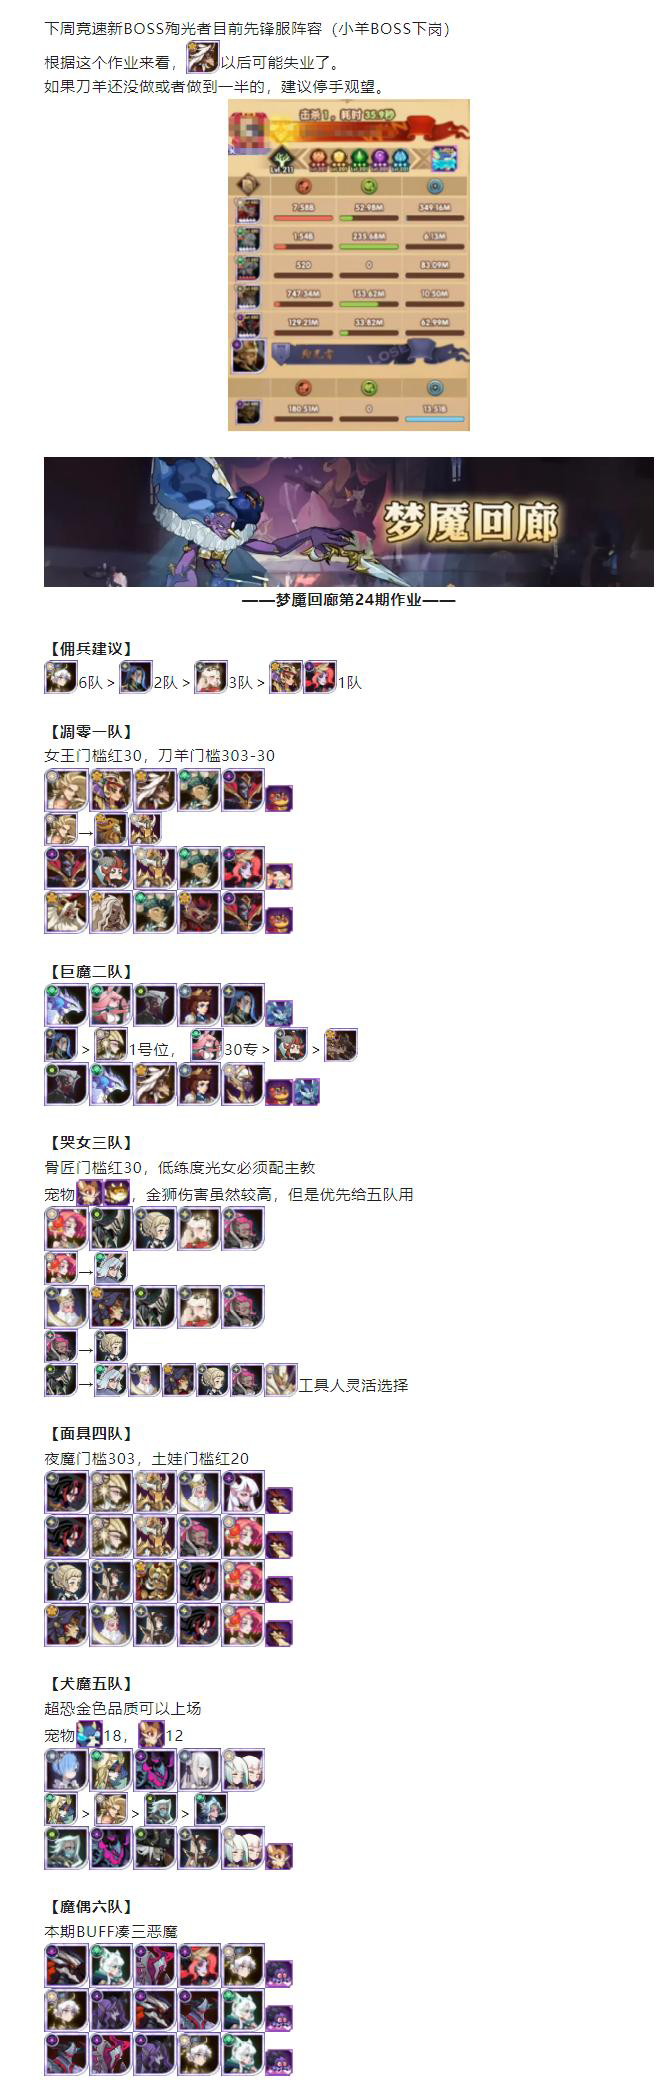 下周竞速新BOSS殉光者目前先锋服阵容（小羊BOSS下岗）
根据这个作业来看，以后可能失业了。
如果刀羊还没做或者做到一半的，建议停手观望。
击杀1，耗时35.9秒
Lvl.211
7.58B 52.98M 349.16M
1.54B 235.68M 6.13M
520 0 83.09M
747.34M 153.62M 10.50M
129.21M 33.82M 62.99M
殉光者 LOSE
180.51M 0 13.51B
梦魇回廊
——梦魇回廊第24期作业——
【佣兵建议】
6队 > 2队 > 3队 > 1队
【凋零一队】
女王门槛红30，刀羊门槛303-30
→
【巨魔二队】
> 1号位， 30专 > >
【哭女三队】
骨匠门槛红30，低练度光女必须配主教
宠物，金狮伤害虽然较高，但是优先给五队用
→
→
→ 工具人灵活选择
【面具四队】
夜魔门槛303，土娃门槛红20
【犬魔五队】
超恐金色品质可以上场
宠物18，12
> > >
【魔偶六队】
本期BUFF凑三恶魔